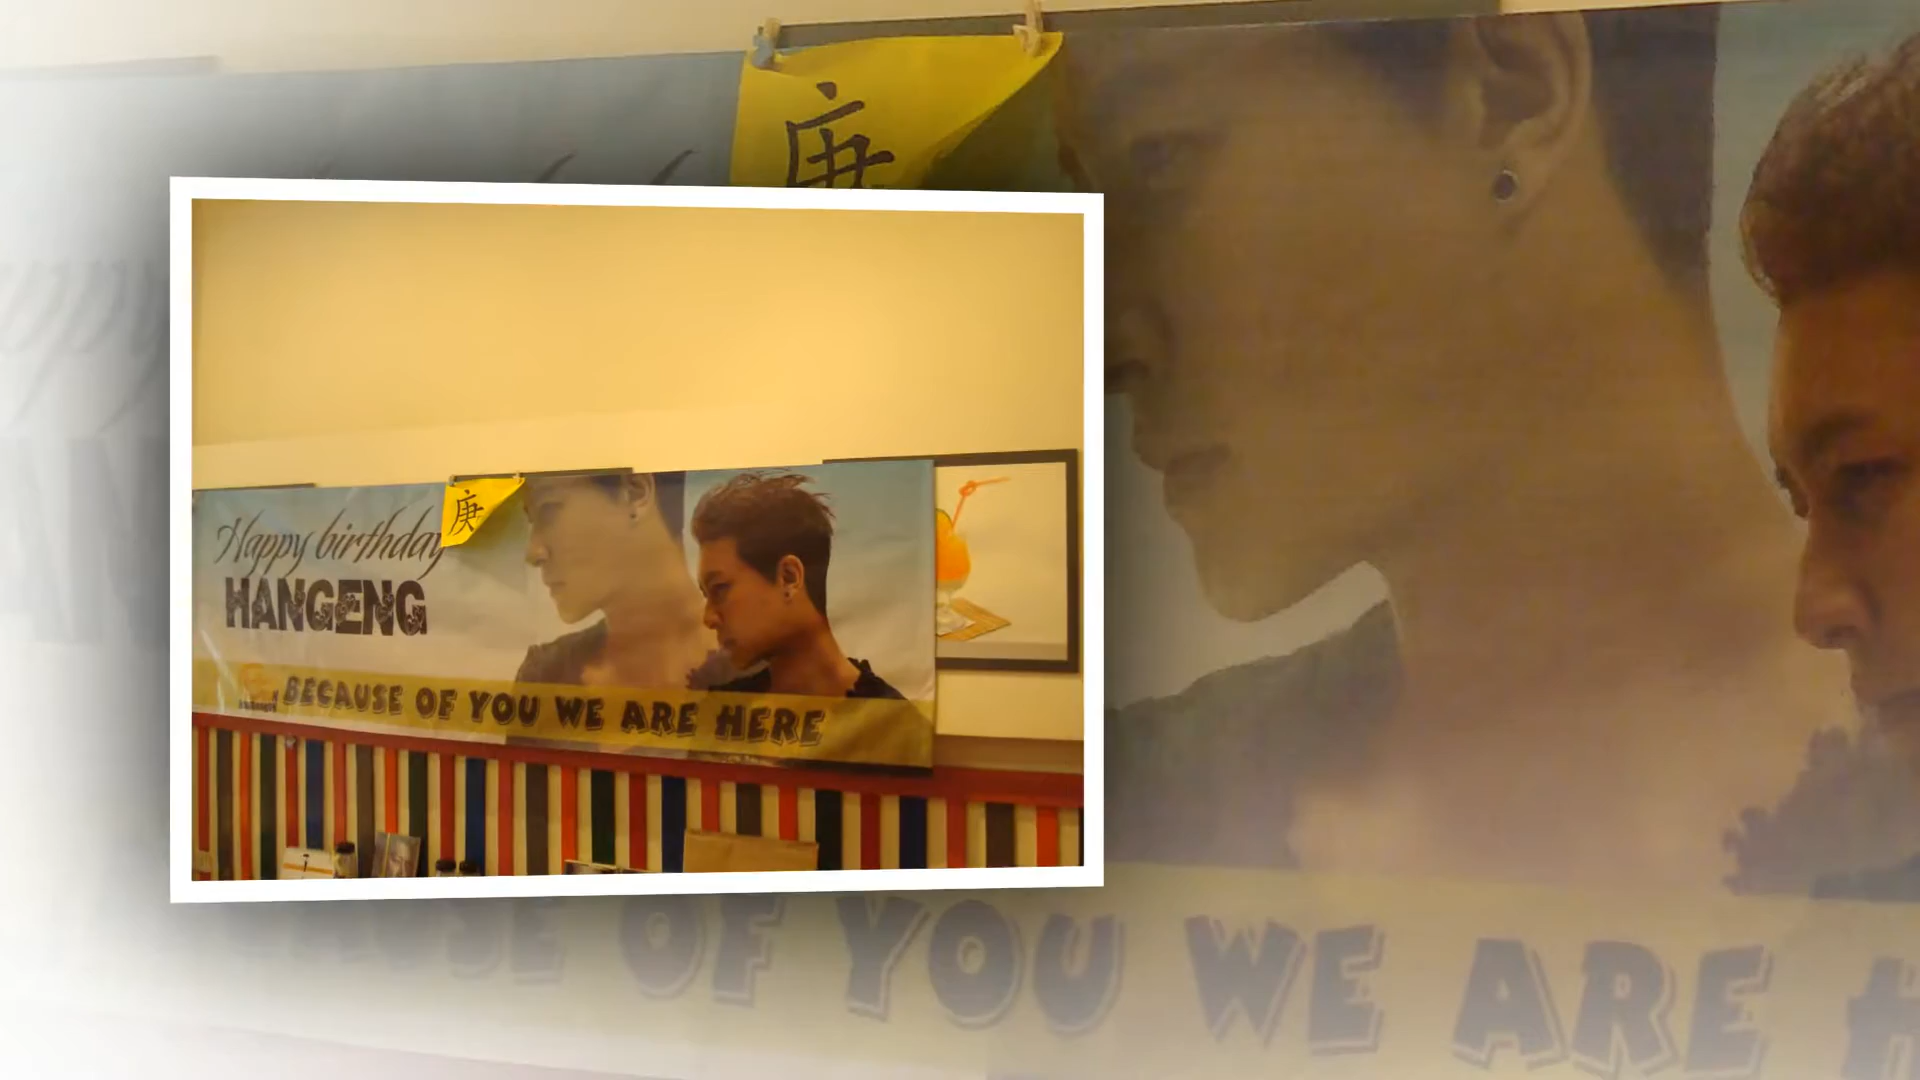 庚
Happy birthday
HANGENG
BECAUSE OF YOU WE ARE HERE
庚
OF YOU WE ARE H